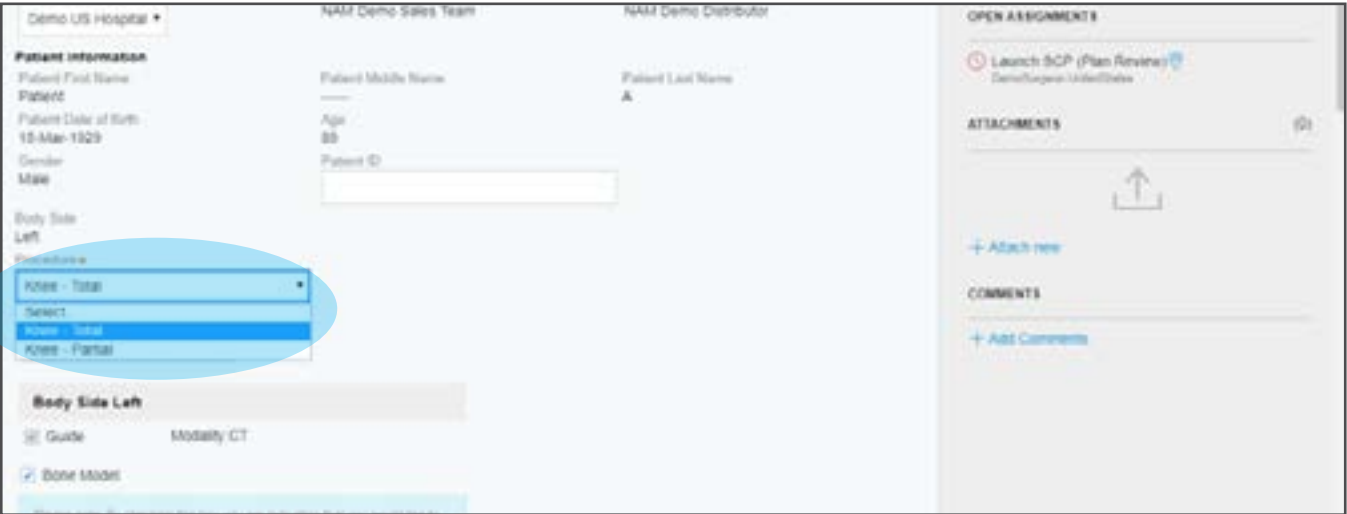 Demo US Hospital
NAM Demo Sales Team
NAM Demo Distributor
Patient Information
Patient First Name
Patient Middle Name
Patient Last Name
Patient
------
A
Patient Date of Birth
Age
15-Mar-1929
89
Gender
Patient ID
Male
Body Side
Left
Procedure
Knee - Total
Select
Knee - Total
Knee - Partial
Body Side Left
Guide
Modality CT
Bone Model
OPEN ASSIGNMENTS
Launch SCP (Plan Review)
DemoSurgeon UnitedStates
ATTACHMENTS
(0)
+ Attach new
COMMENTS
+ Add Comments